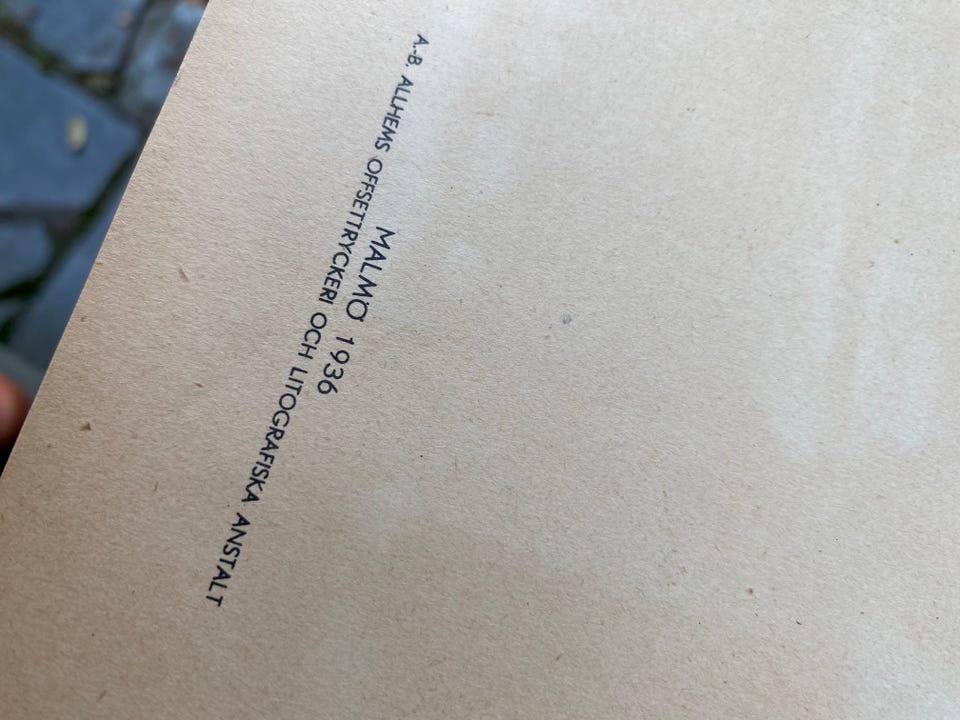 MALMÖ 1936
A.-B. ALLHEMS OFFSETTRYCKERI OCH LITOGRAFISKA ANSTALT